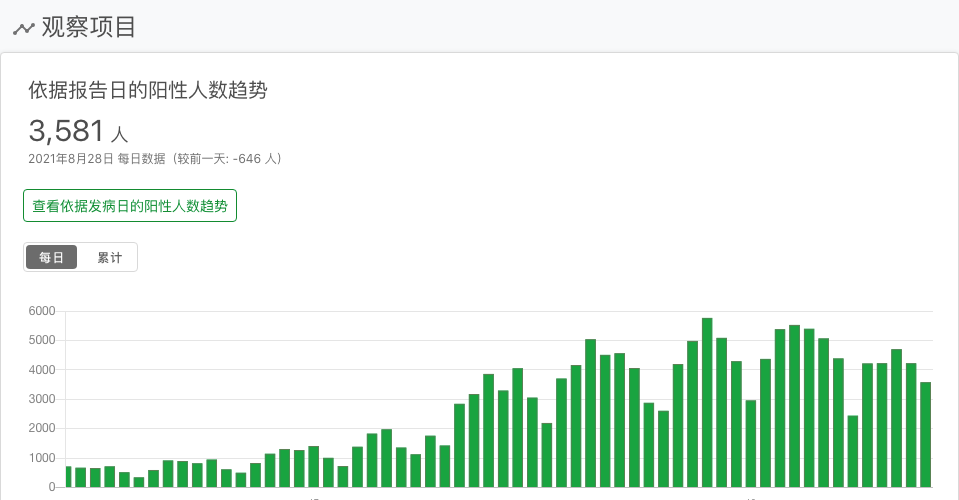 观察项目
依据报告日的阳性人数趋势
3,581 人
2021年8月28日 每日数据（较前一天: -646 人）
查看依据发病日的阳性人数趋势
每日 累计
6000
5000
4000
3000
2000
1000
0